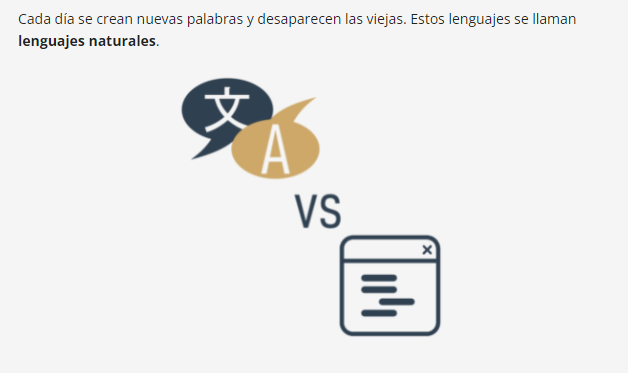 Cada día se crean nuevas palabras y desaparecen las viejas. Estos lenguajes se llaman
lenguajes naturales.
文
A
VS